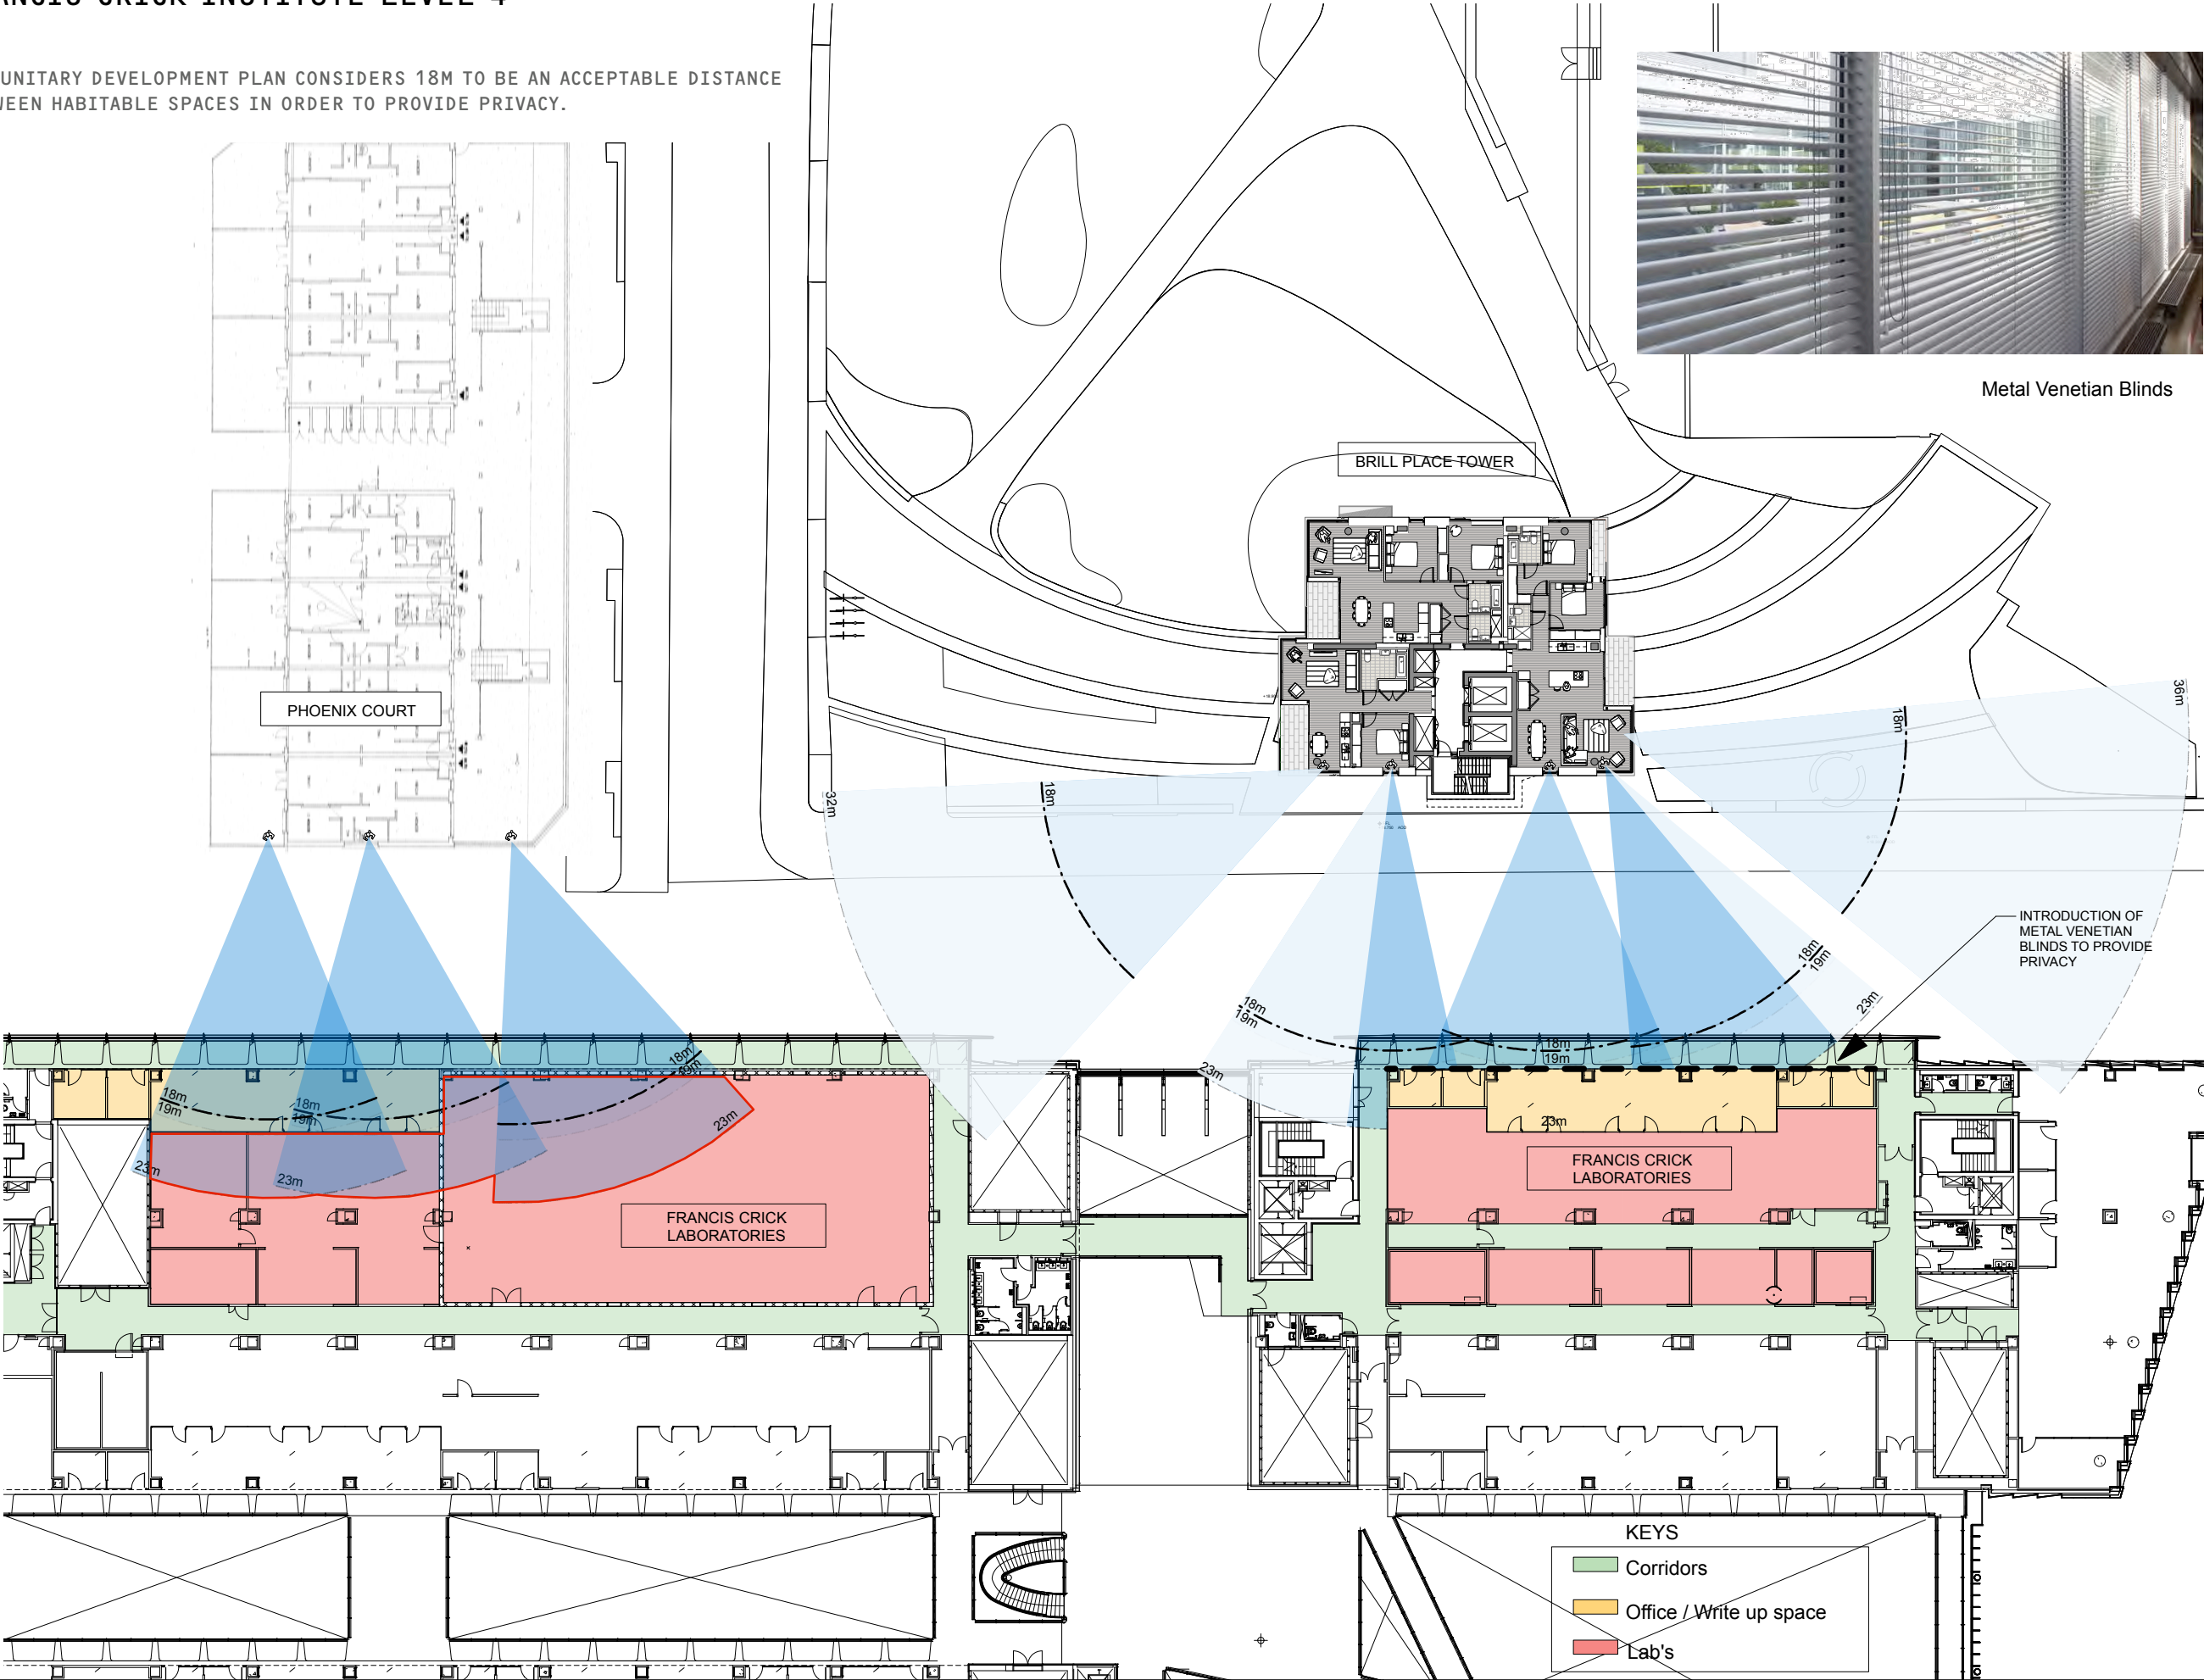 UNITARY DEVELOPMENT PLAN CONSIDERS 18M TO BE AN ACCEPTABLE DISTANCE
HABITABLE SPACES IN ORDER TO PROVIDE PRIVACY.
Metal Venetian Blinds
BRILL PLACE TOWER
PHOENIX COURT
36m
18m
32m
18m
INTRODUCTION OF
METAL VENETIAN
BLINDS TO PROVIDE
PRIVACY
18m
19m
23m
18m
19m
18m
19m
23m
18m
19m
18m
19m
18m
19m
23m
23m
23m
23m
FRANCIS CRICK
LABORATORIES
FRANCIS CRICK
LABORATORIES
KEYS
Corridors
Office / Write up space
Lab's